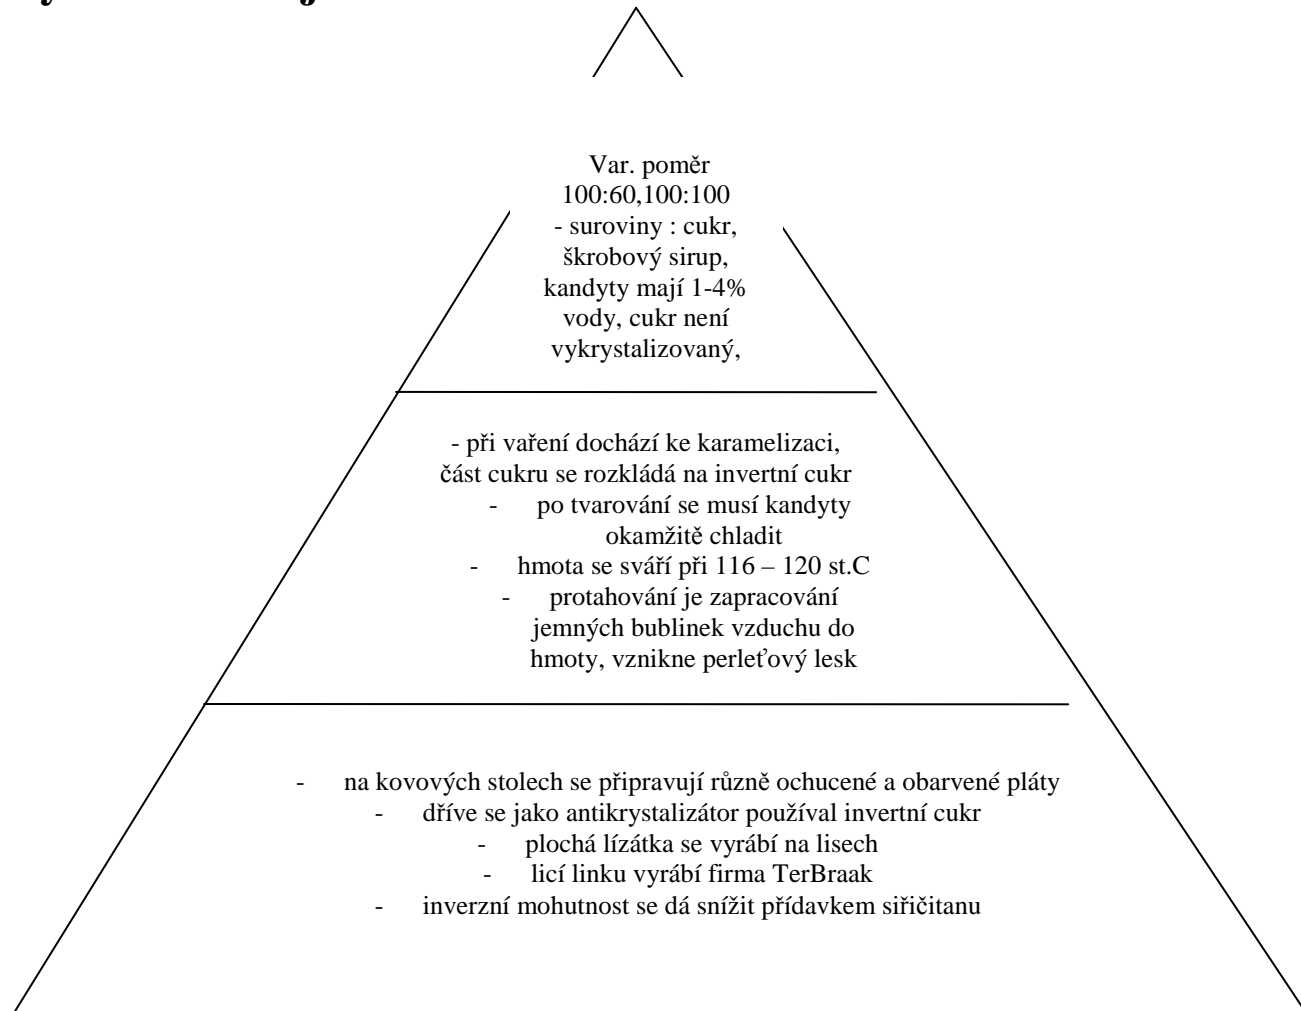 Var. poměr
100:60,100:100
- suroviny : cukr,
škrobový sirup,
kandyty mají 1-4%
vody, cukr není
vykrystalizovaný,
- při vaření dochází ke karamelizaci,
část cukru se rozkládá na invertní cukr
- po tvarování se musí kandyty
okamžitě chladit
- hmota se sváří při 116 – 120 st.C
- protahování je zapracování
jemných bublinek vzduchu do
hmoty, vznikne perleťový lesk
- na kovových stolech se připravují různě ochucené a obarvené pláty
- dříve se jako antikrystalizátor používal invertní cukr
- plochá lízátka se vyrábí na lisech
- licí linku vyrábí firma TerBraak
- inverzní mohutnost se dá snížit přídavkem siřičitanu